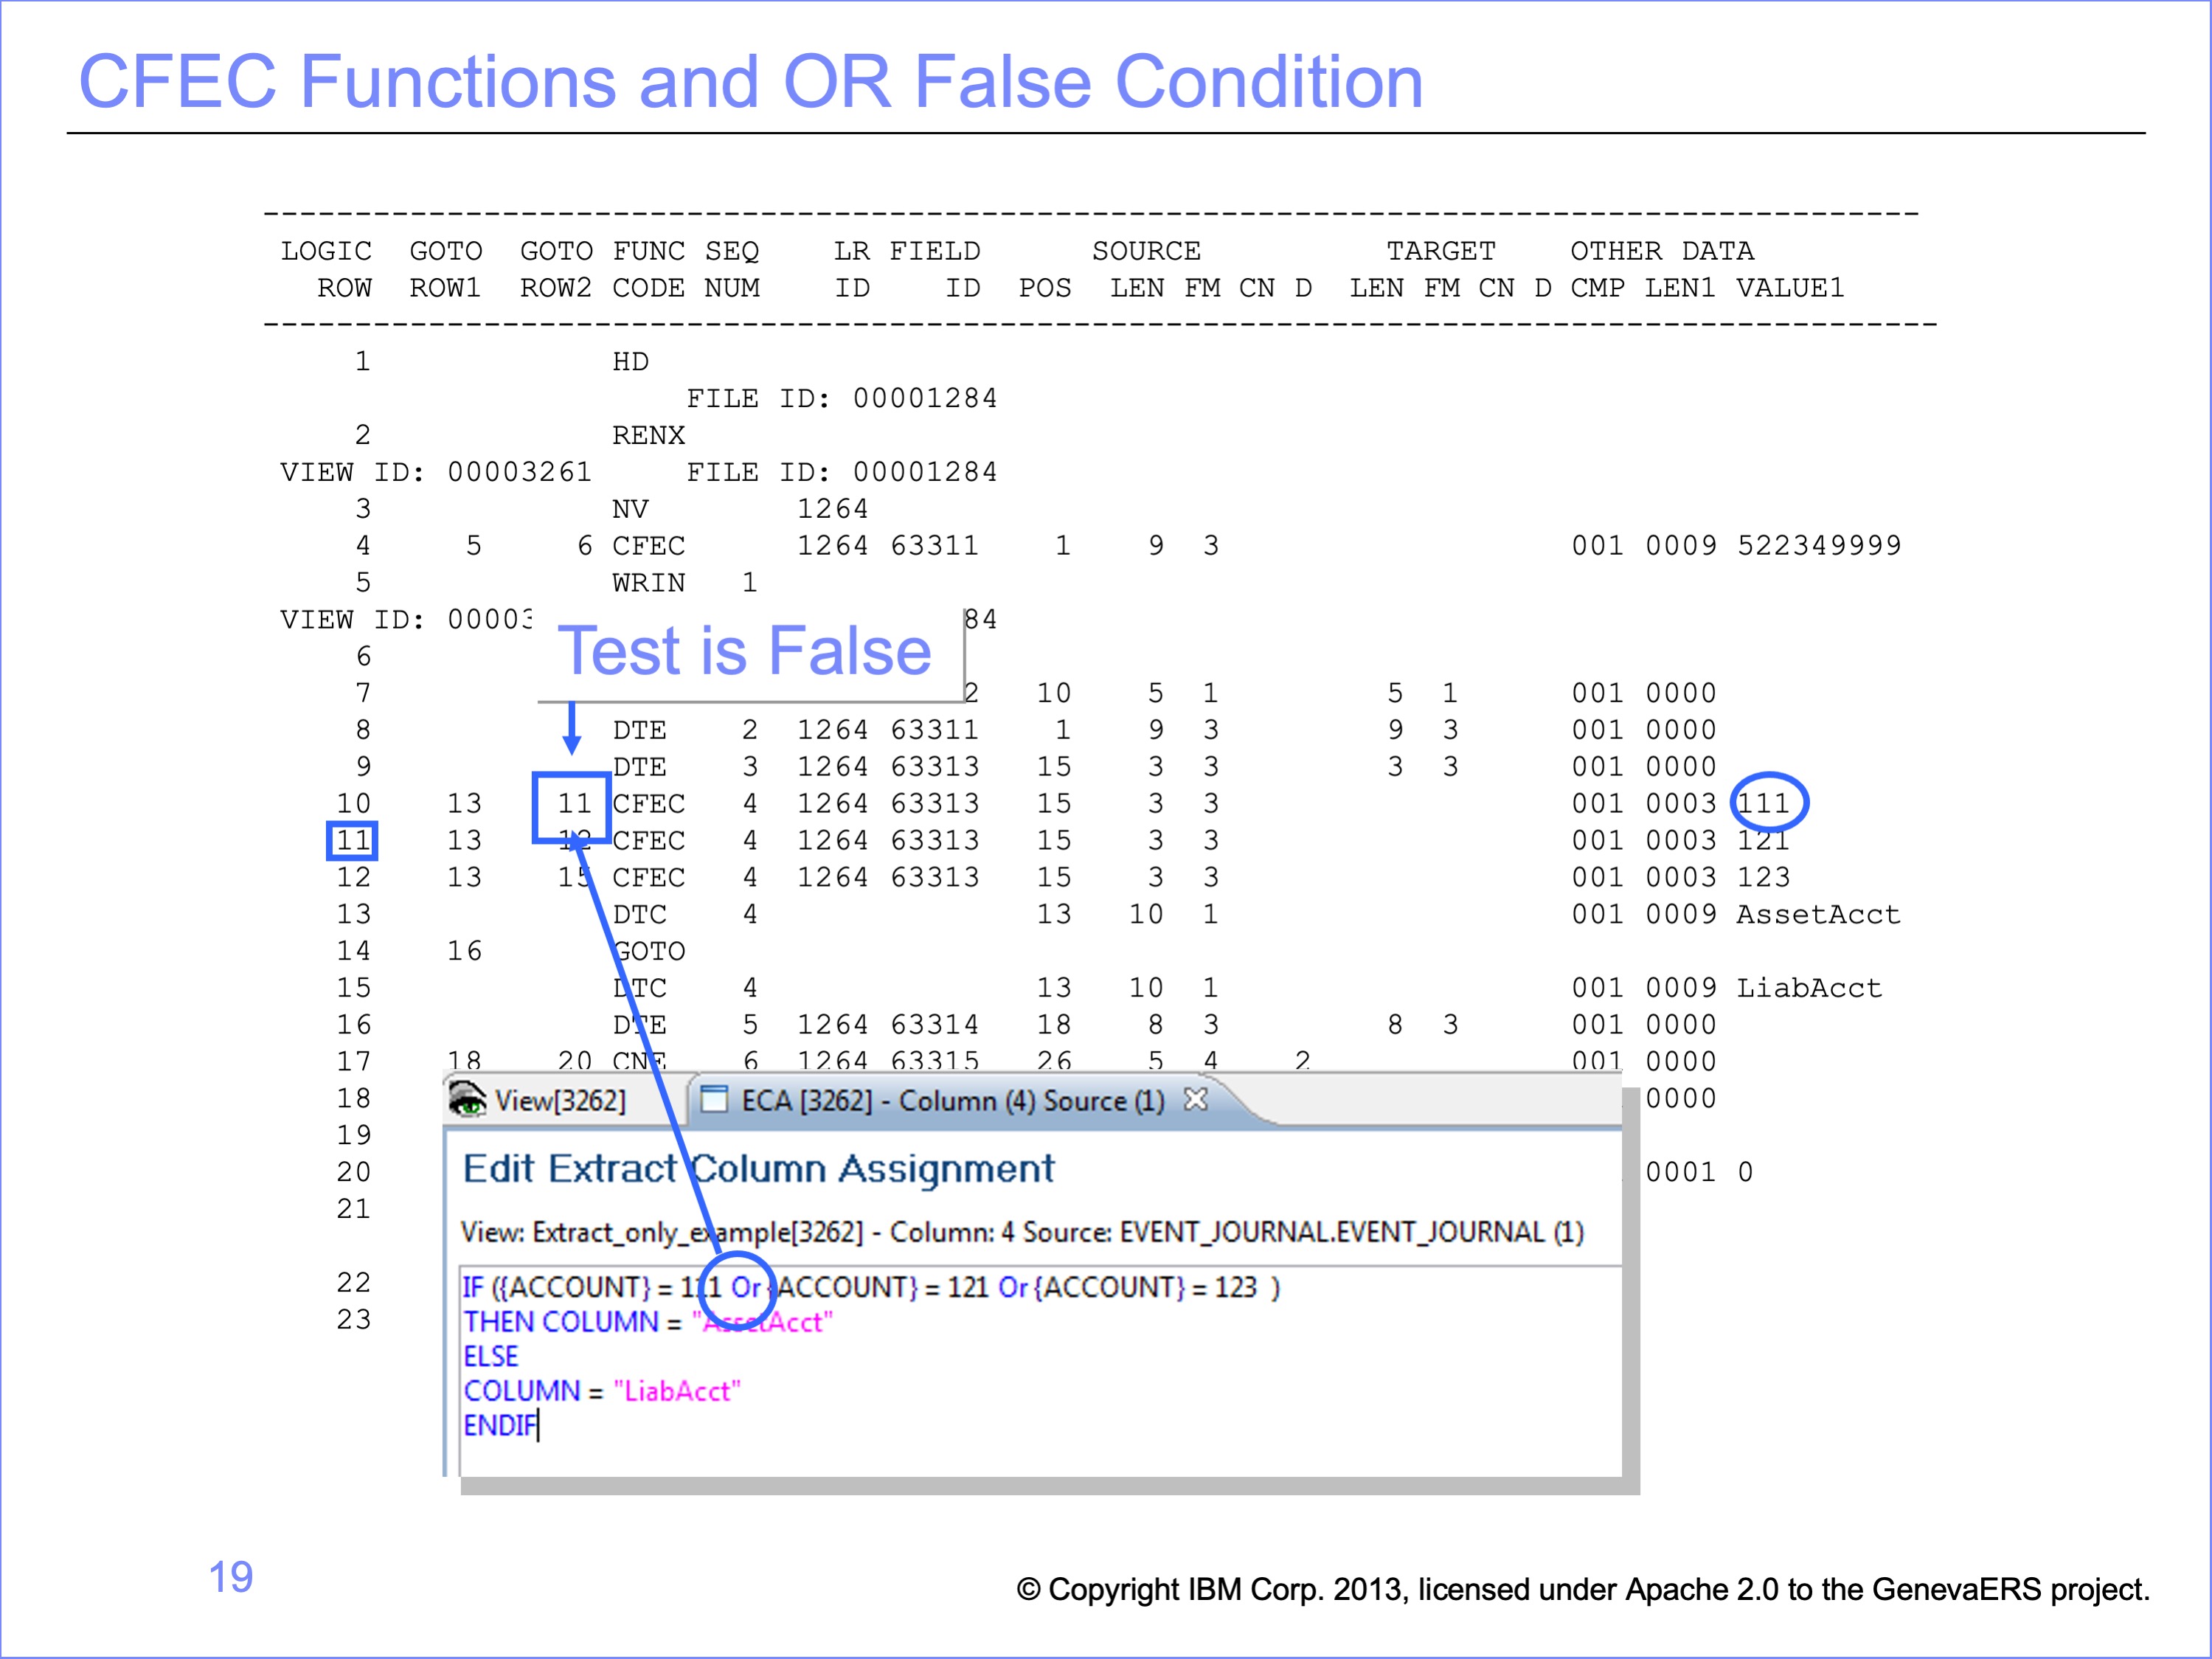 CFEC Functions and OR False Condition
LOGIC GOTO GOTO FUNC SEQ LR FIELD SOURCE TARGET OTHER DATA
ROW ROW1 ROW2 CODE NUM ID ID POS LEN FM CN D LEN FM CN D CMP LEN1 VALUE1
1 HD
FILE ID: 00001284
2 RENX
VIEW ID: 00003261 FILE ID: 00001284
3 NV 1264
4 5 6 CFEC 1264 63311 1 9 3 001 0009 522349999
5 WRIN 1
VIEW ID: 00003 84
Test is False
6
7 2 10 5 1 5 1 001 0000
8 DTE 2 1264 63311 1 9 3 9 3 001 0000
9 DTE 3 1264 63313 15 3 3 3 3 001 0000
10 13 11 CFEC 4 1264 63313 15 3 3 001 0003 111
11 13 12 CFEC 4 1264 63313 15 3 3 001 0003 121
12 13 15 CFEC 4 1264 63313 15 3 3 001 0003 123
13 DTC 4 13 10 1 001 0009 AssetAcct
14 16 GOTO
15 DTC 4 13 10 1 001 0009 LiabAcct
16 DTE 5 1264 63314 18 8 3 8 3 001 0000
17 18 20 CNE 6 1264 63315 26 5 4 2 001 0000
18 0000
19
20 0001 0
21
22
23
View[3262] ECA [3262] - Column (4) Source (1)
Edit Extract Column Assignment
View: Extract_only_example[3262] - Column: 4 Source: EVENT_JOURNAL.EVENT_JOURNAL (1)
IF ({ACCOUNT} = 111 Or {ACCOUNT} = 121 Or {ACCOUNT} = 123 )
THEN COLUMN = "AssetAcct"
ELSE
COLUMN = "LiabAcct"
ENDIF
19
© Copyright IBM Corp. 2013, licensed under Apache 2.0 to the GenevaERS project.